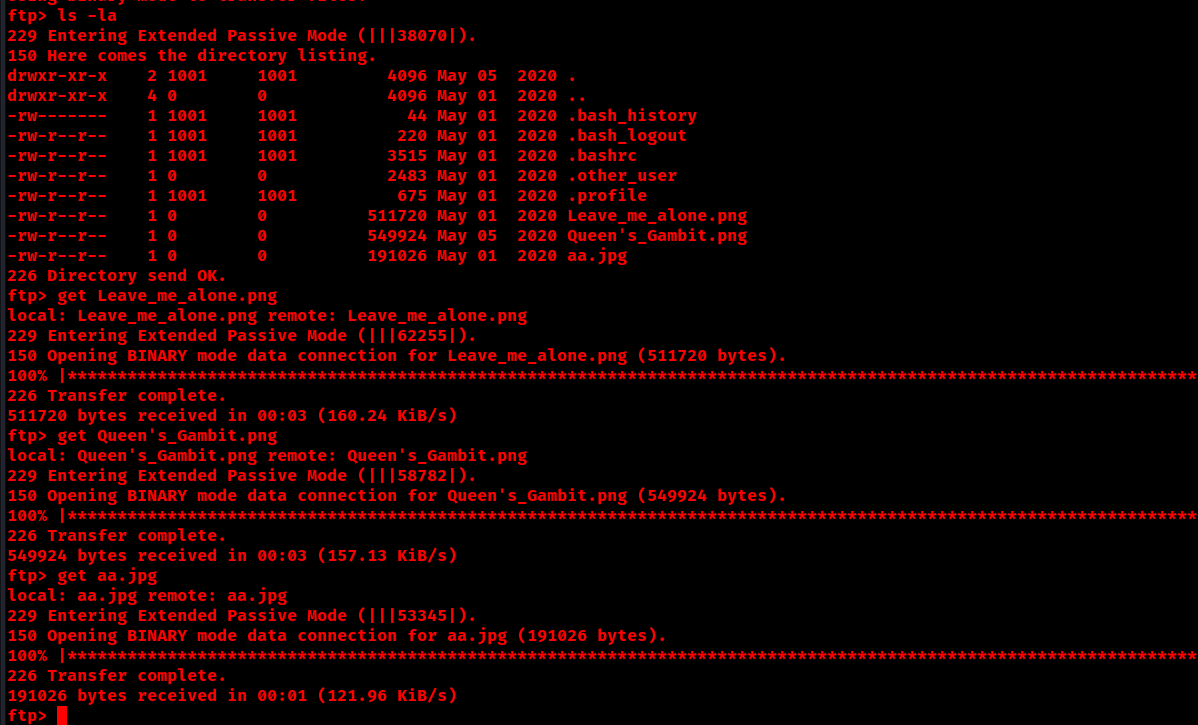 ftp> ls -la
229 Entering Extended Passive Mode (|||38070|).
150 Here comes the directory listing.
drwxr-xr-x    2 1001     1001         4096 May 05  2020 .
drwxr-xr-x    4 0        0            4096 May 01  2020 ..
-rw-------    1 1001     1001           44 May 01  2020 .bash_history
-rw-r--r--    1 1001     1001          220 May 01  2020 .bash_logout
-rw-r--r--    1 1001     1001         3515 May 01  2020 .bashrc
-rw-r--r--    1 0        0            2483 May 01  2020 .other_user
-rw-r--r--    1 1001     1001          675 May 01  2020 .profile
-rw-r--r--    1 0        0          511720 May 01  2020 Leave_me_alone.png
-rw-r--r--    1 0        0          549924 May 05  2020 Queen's_Gambit.png
-rw-r--r--    1 0        0          191026 May 01  2020 aa.jpg
226 Directory send OK.
ftp> get Leave_me_alone.png
local: Leave_me_alone.png remote: Leave_me_alone.png
229 Entering Extended Passive Mode (|||62255|).
150 Opening BINARY mode data connection for Leave_me_alone.png (511720 bytes).
100% |*****************************************************************************************************************
226 Transfer complete.
511720 bytes received in 00:03 (160.24 KiB/s)
ftp> get Queen's_Gambit.png
local: Queen's_Gambit.png remote: Queen's_Gambit.png
229 Entering Extended Passive Mode (|||58782|).
150 Opening BINARY mode data connection for Queen's_Gambit.png (549924 bytes).
100% |*****************************************************************************************************************
226 Transfer complete.
549924 bytes received in 00:03 (157.13 KiB/s)
ftp> get aa.jpg
local: aa.jpg remote: aa.jpg
229 Entering Extended Passive Mode (|||53345|).
150 Opening BINARY mode data connection for aa.jpg (191026 bytes).
100% |*****************************************************************************************************************
226 Transfer complete.
191026 bytes received in 00:01 (121.96 KiB/s)
ftp>